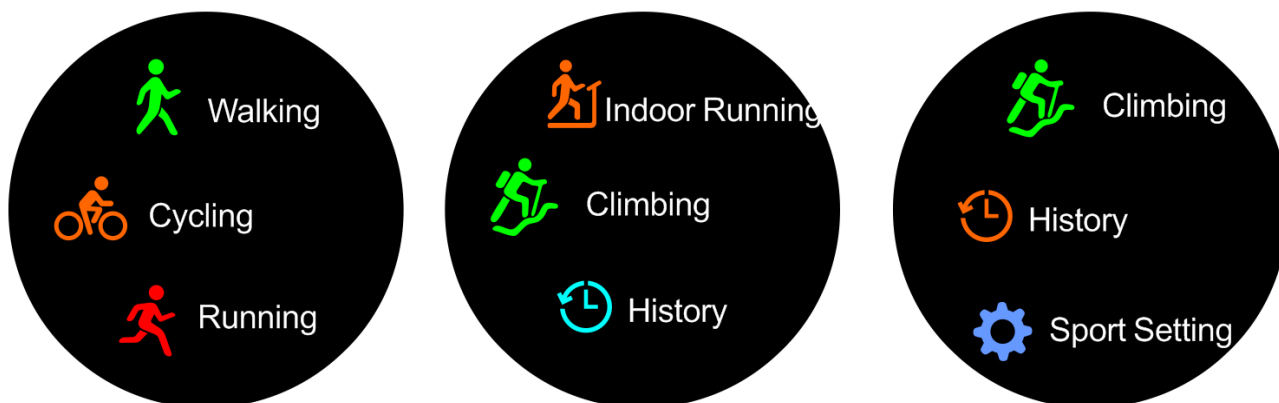 Walking
Cycling
Running
Indoor Running
Climbing
History
Climbing
History
Sport Setting